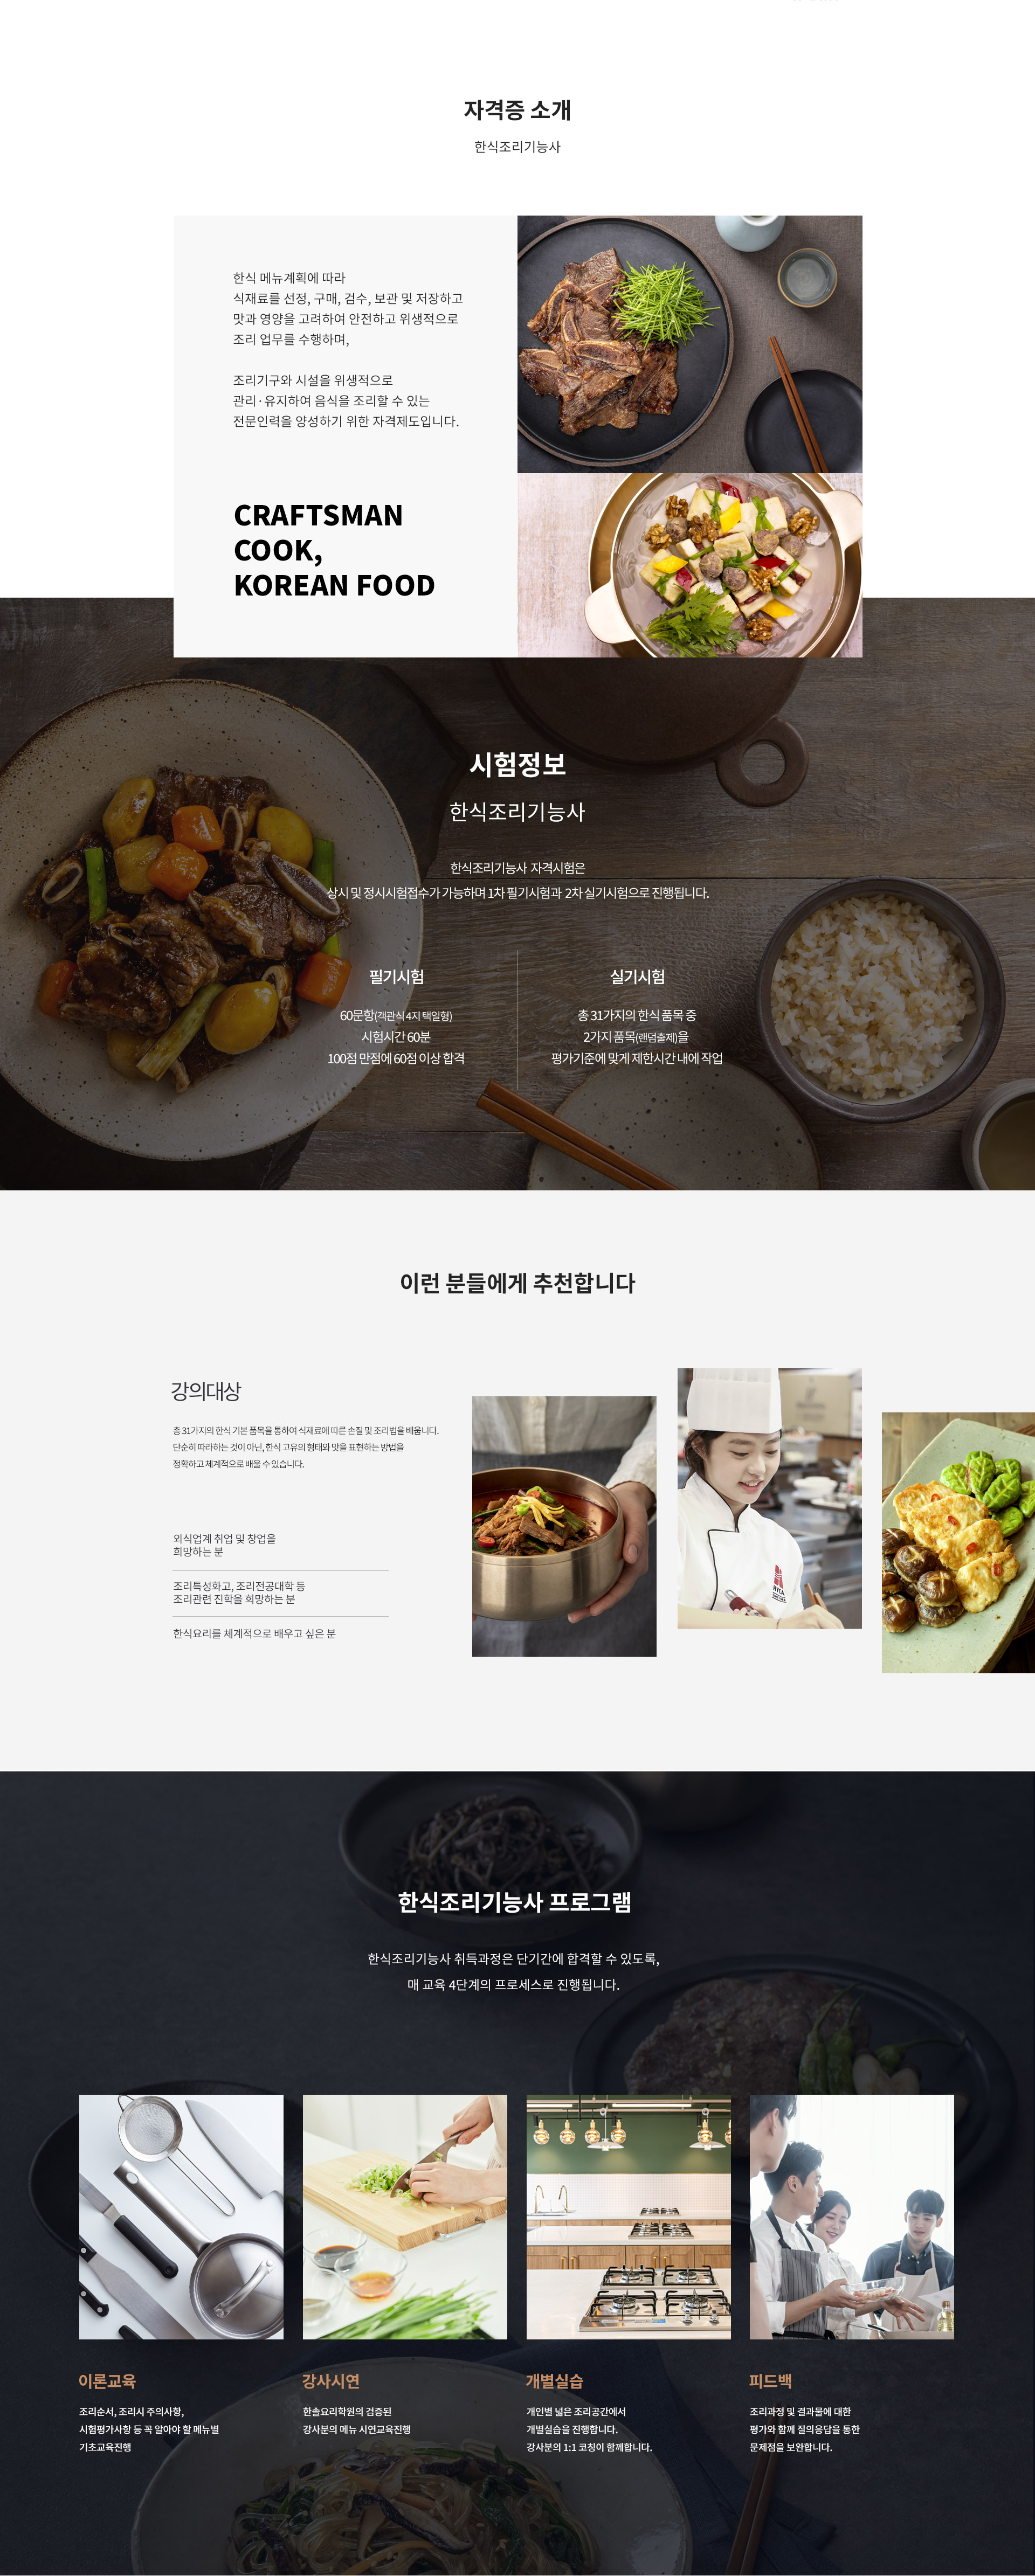 자격증 소개
한식조리기능사
한식 메뉴계획에 따라
식재료를 선정, 구매, 검수, 보관 및 저장하고
맛과 영양을 고려하여 안전하고 위생적으로
조리 업무를 수행하며,
조리기구와 시설을 위생적으로
관리·유지하여 음식을 조리할 수 있는
전문인력을 양성하기 위한 자격제도입니다.
CRAFTSMAN
COOK,
KOREAN FOOD
시험정보
한식조리기능사
한식조리기능사 자격시험은
상시 및 정시시험접수가 가능하며 1차 필기시험과 2차 실기시험으로 진행됩니다.
필기시험
60문항(객관식 4지 택일형)
시험시간 60분
100점 만점에 60점 이상 합격
실기시험
총 31가지의 한식 품목 중
2가지 품목(랜덤출제)을
평가기준에 맞게 제한시간 내에 작업
이런 분들에게 추천합니다
강의대상
총 31가지의 한식 기본 품목을 통하여 식재료에 따른 손질 및 조리법을 배웁니다.
단순히 따라하는 것이 아닌, 한식 고유의 형태와 맛을 표현하는 방법을
정확하고 체계적으로 배울 수 있습니다.
외식업계 취업 및 창업을
희망하는 분
조리특성화고, 조리전공대학 등
조리관련 진학을 희망하는 분
한식요리를 체계적으로 배우고 싶은 분
HYCA
한식조리기능사 프로그램
한식조리기능사 취득과정은 단기간에 합격할 수 있도록,
매 교육 4단계의 프로세스로 진행됩니다.
이론교육
조리순서, 조리시 주의사항,
시험평가사항 등 꼭 알아야 할 메뉴별
기초교육진행
강사시연
한솔요리학원의 검증된
강사분의 메뉴 시연교육진행
개별실습
개인별 넓은 조리공간에서
개별실습을 진행합니다.
강사분의 1:1 코칭이 함께합니다.
피드백
조리과정 및 결과물에 대한
평가와 함께 질의응답을 통한
문제점을 보완합니다.